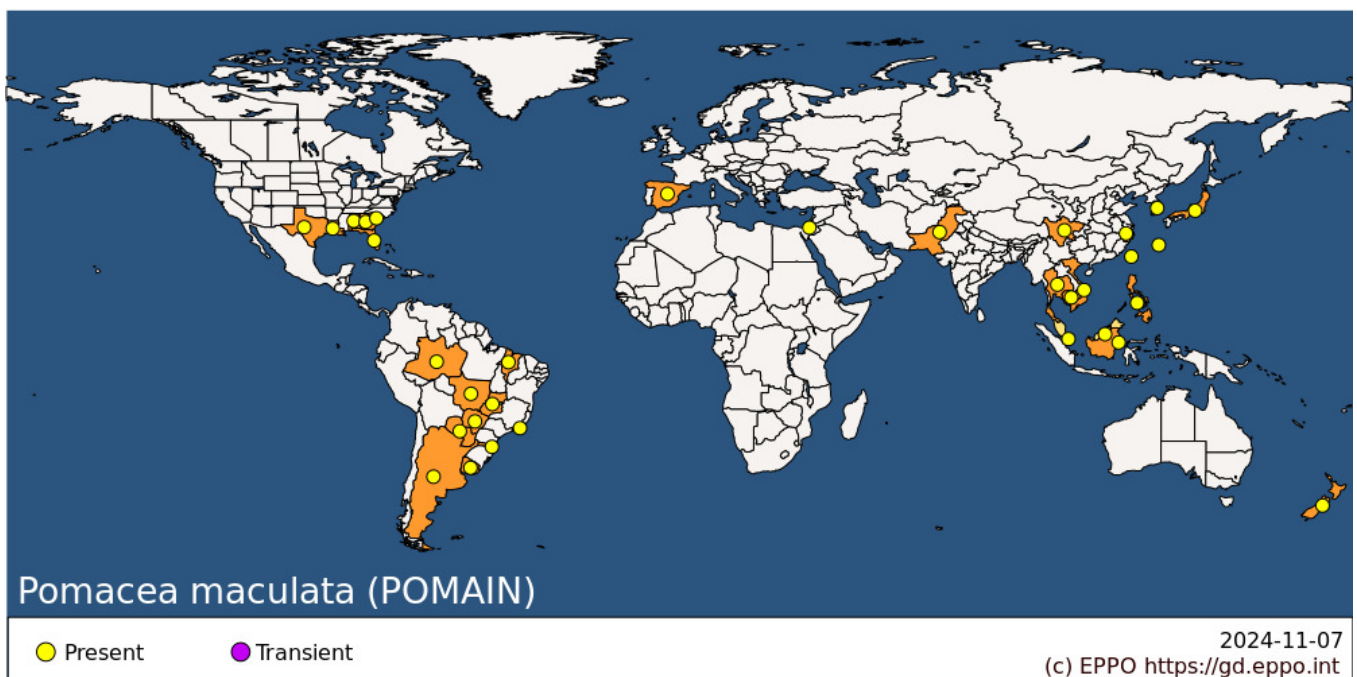 Pomacea maculata (POMAIN)
Present
Transient
2024-11-07
(c) EPPO https://gd.eppo.int